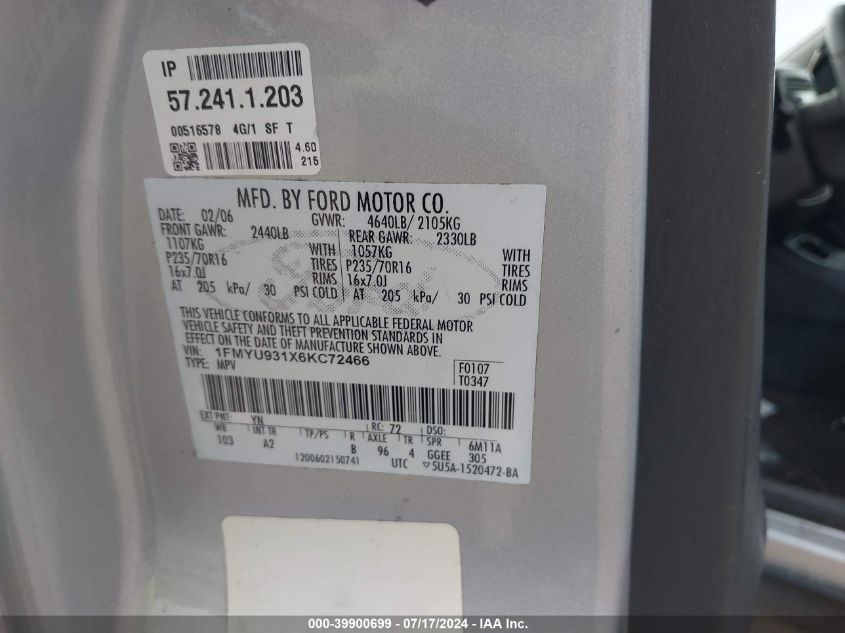 IP
57.241.1.203
00516578 4G/1 SF T
4.60
215
MFD. BY FORD MOTOR CO.
DATE: 02/06 GVWR: 4640LB/ 2105KG
FRONT GAWR: 2440LB REAR GAWR: 2330LB
1107KG WITH 1057KG WITH
P235/70R16 TIRES P235/70R16 TIRES
16x7.0J RIMS 16x7.0J RIMS
AT 205 kPa/ 30 PSI COLD AT 205 kPa/ 30 PSI COLD
THIS VEHICLE CONFORMS TO ALL APPLICABLE FEDERAL MOTOR
VEHICLE SAFETY AND THEFT PREVENTION STANDARDS IN
EFFECT ON THE DATE OF MANUFACTURE SHOWN ABOVE.
VIN: 1FMYU931X6KC72466 F0107
TYPE: MPV T0347
EXT PNT: YN RC: 72 DSO:
WB INT TR TP/PS R AXLE TR SPR 6M11A
103 A2 B 96 4 GGEE 305
1200602150741 UTC ▽5U5A-1520472-BA
000-39900699 - 07/17/2024 - IAA Inc.